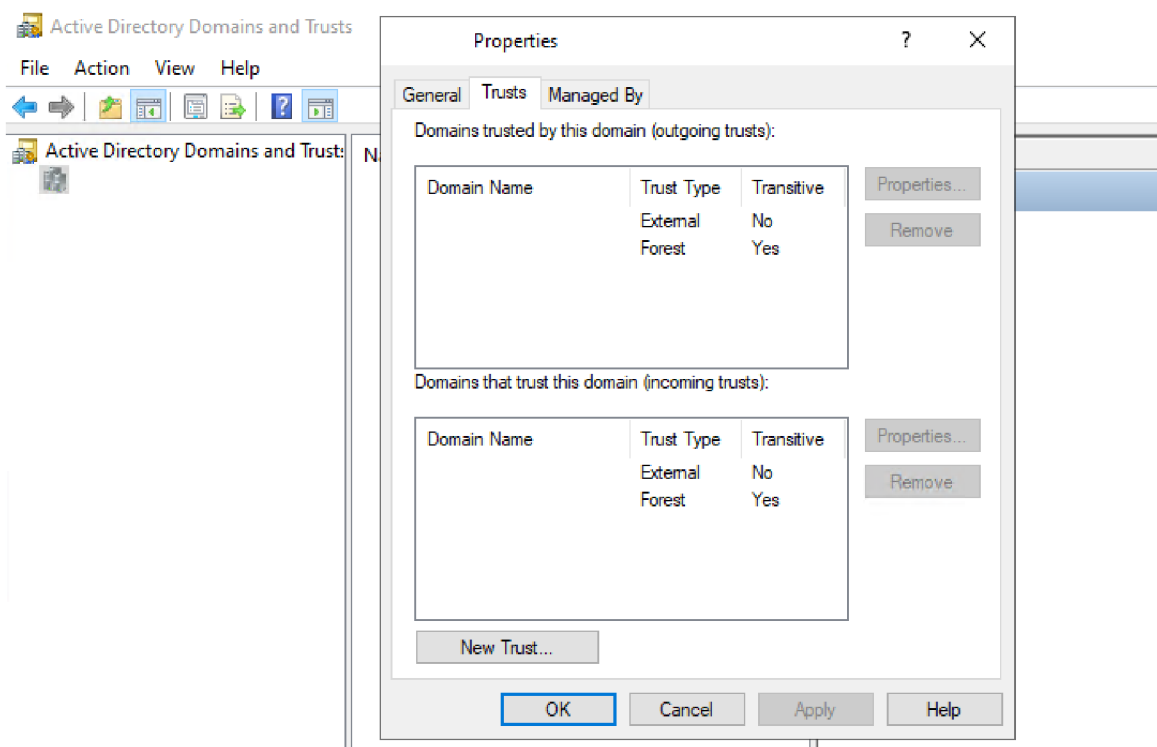 Active Directory Domains and Trusts
File Action View Help
Active Directory Domains and Trust:
Properties
General Trusts Managed By
Domains trusted by this domain (outgoing trusts):
Domain Name Trust Type Transitive
External No
Forest Yes
Properties...
Remove
Domains that trust this domain (incoming trusts):
Domain Name Trust Type Transitive
External No
Forest Yes
Properties...
Remove
New Trust...
OK Cancel Apply Help